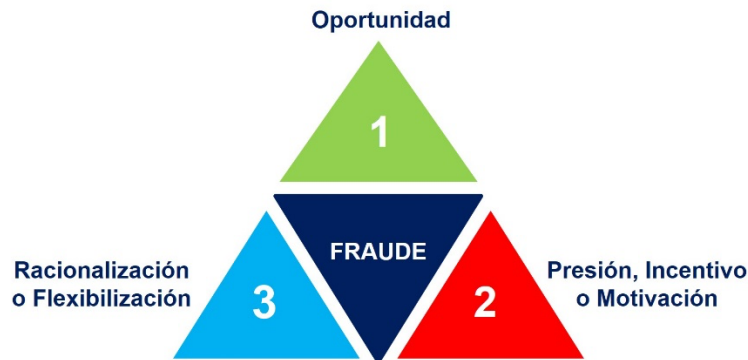 Oportunidad
1
FRAUDE
Racionalización
o Flexibilización
3
2
Presión, Incentivo
o Motivación